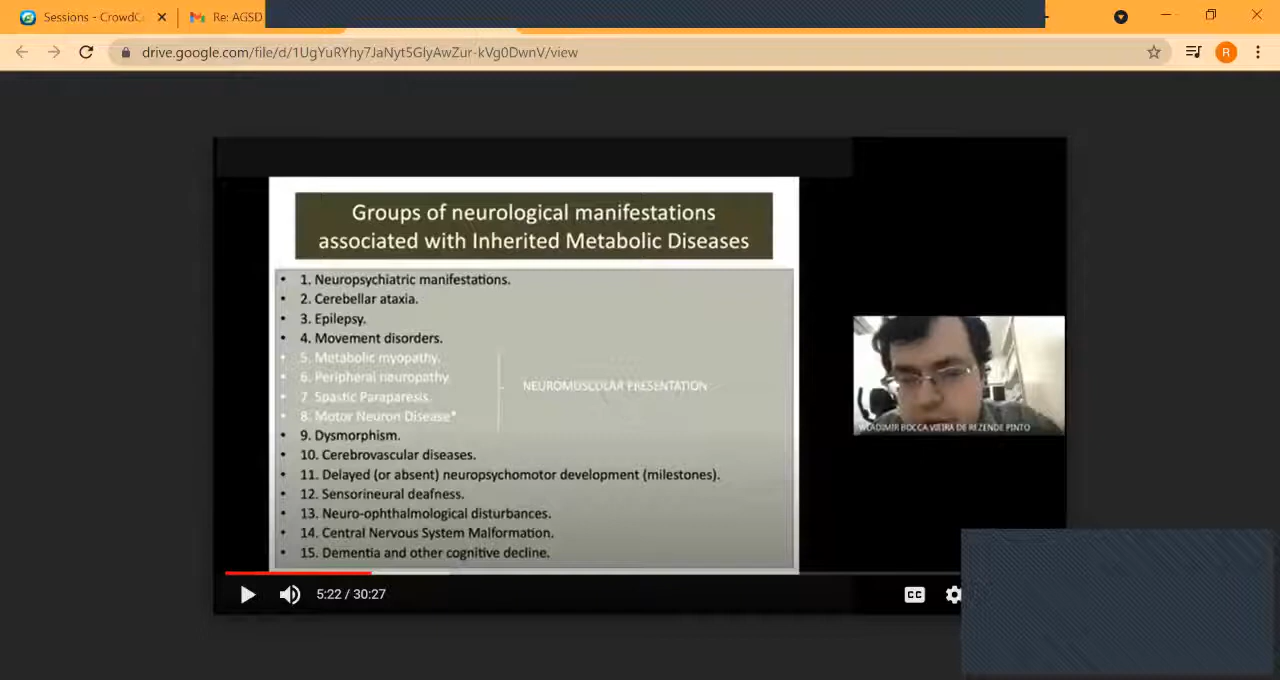 Sessions - CrowdC
Re: AGSD
drive.google.com/file/d/1UgYuRYhy7JaNyt5GlyAwZur-kVg0DwnV/view
R
Groups of neurological manifestations
associated with Inherited Metabolic Diseases
• 1. Neuropsychiatric manifestations.
• 2. Cerebellar ataxia.
• 3. Epilepsy.
• 4. Movement disorders.
• 5. Metabolic myopathy.
• 6. Peripheral neuropathy
• 7. Spastic Paraparesis.
• 8. Motor Neuron Disease*
NEUROMUSCULAR PRESENTATION
• 9. Dysmorphism.
• 10. Cerebrovascular diseases.
• 11. Delayed (or absent) neuropsychomotor development (milestones).
• 12. Sensorineural deafness.
• 13. Neuro-ophthalmological disturbances.
• 14. Central Nervous System Malformation.
• 15. Dementia and other cognitive decline.
WLADIMIR BOCCA VIEIRA DE REZENDE PINTO
5:22 / 30:27
CC